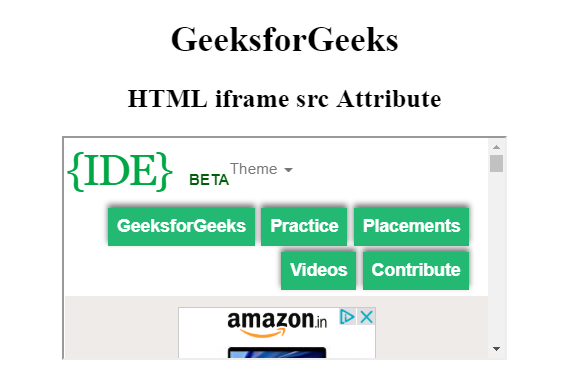 GeeksforGeeks
HTML iframe src Attribute
{IDE} BETA Theme
GeeksforGeeks Practice Placements
Videos Contribute
amazon.in